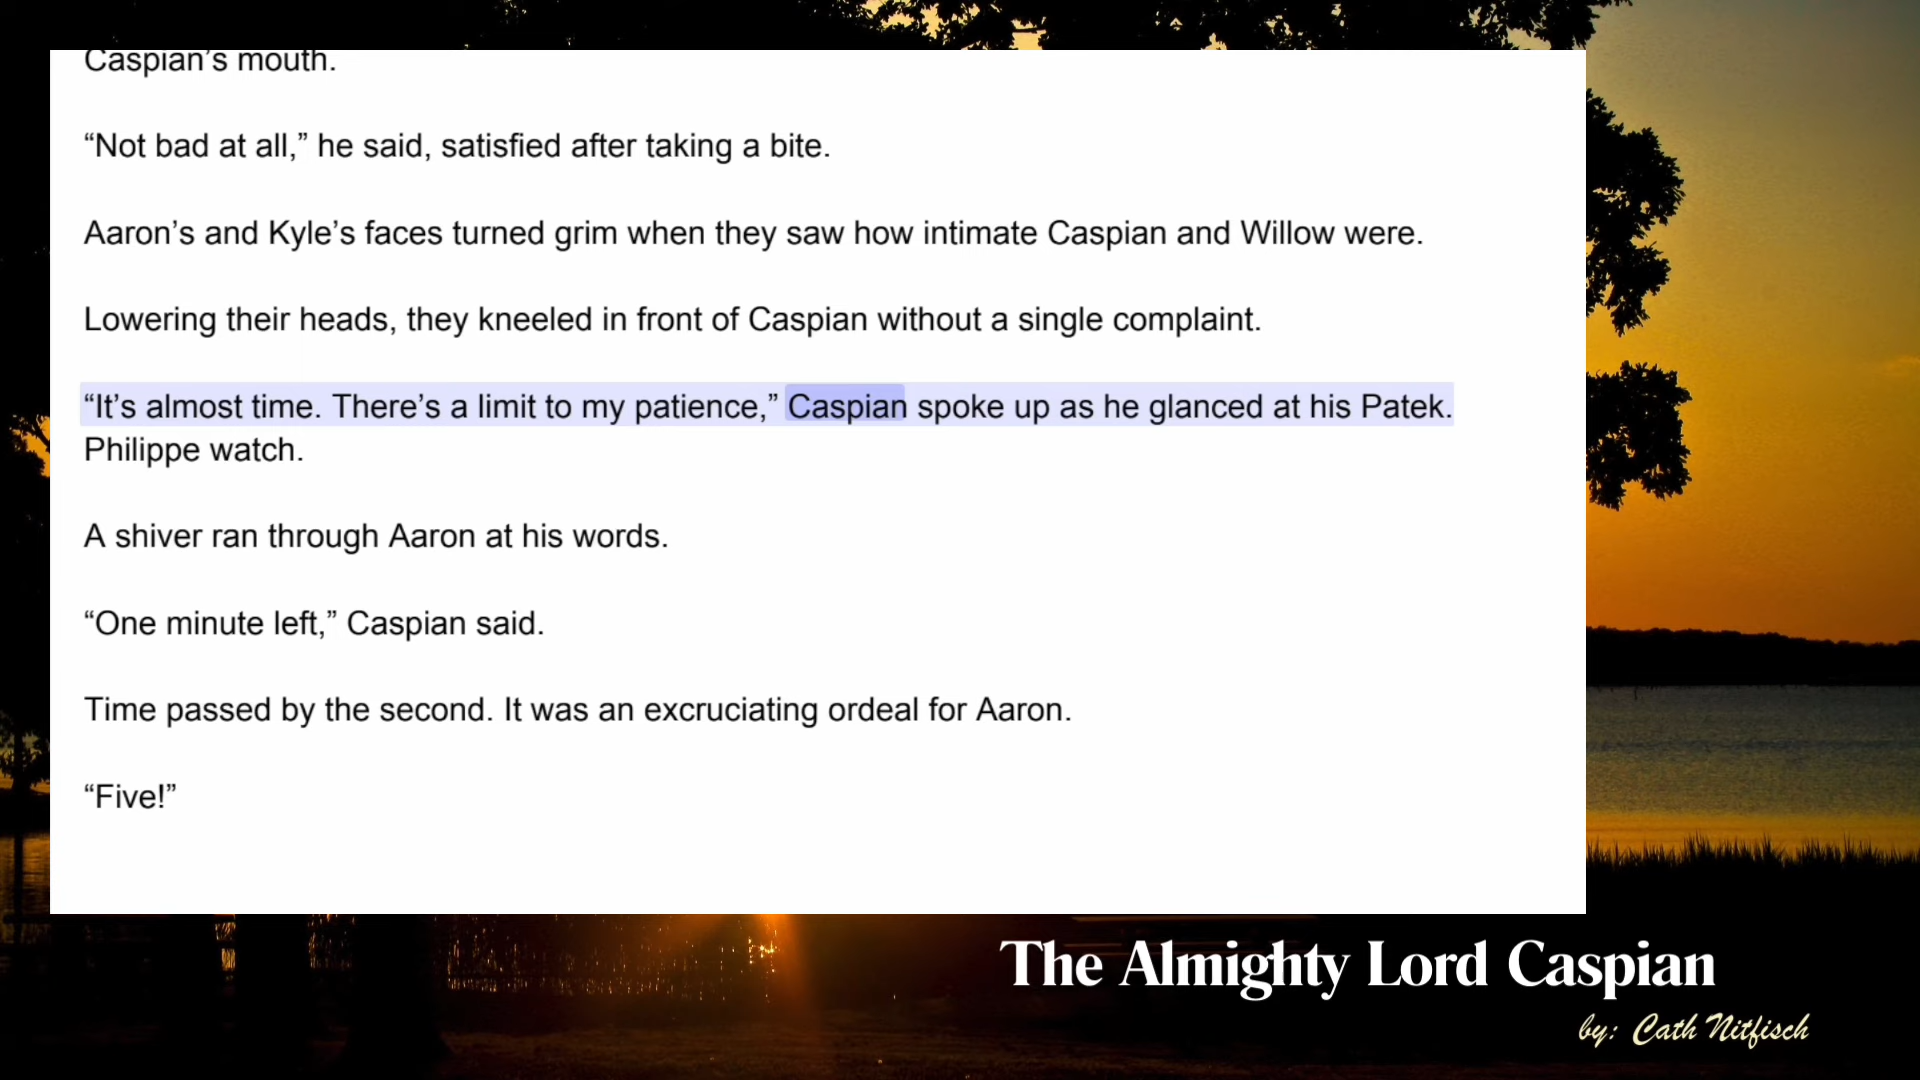 Caspian’s mouth.
“Not bad at all,” he said, satisfied after taking a bite.
Aaron’s and Kyle’s faces turned grim when they saw how intimate Caspian and Willow were.
Lowering their heads, they kneeled in front of Caspian without a single complaint.
“It’s almost time. There’s a limit to my patience,” Caspian spoke up as he glanced at his Patek.
Philippe watch.
A shiver ran through Aaron at his words.
“One minute left,” Caspian said.
Time passed by the second. It was an excruciating ordeal for Aaron.
“Five!”
The Almighty Lord Caspian
by: Cath Nitfisch